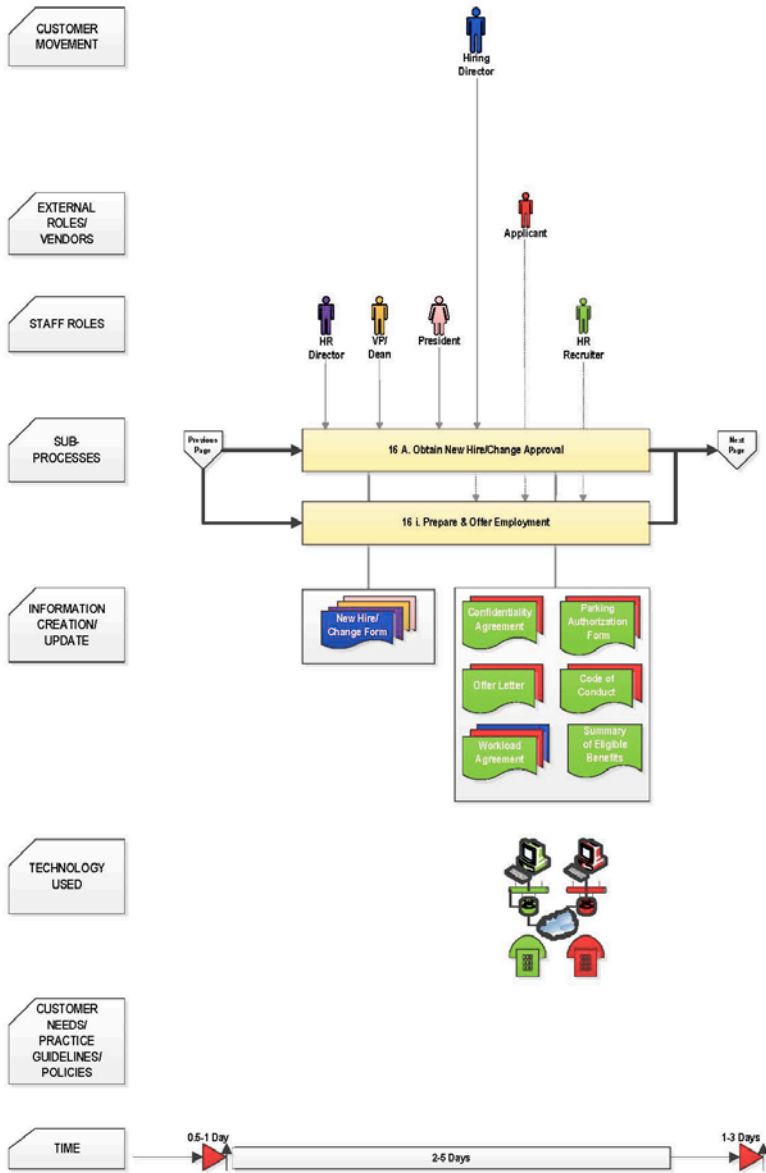 CUSTOMER
MOVEMENT
Hiring
Director
EXTERNAL
ROLES/
VENDORS
Applicant
STAFF ROLES
HR
Director
VP/
Dean
President
HR
Recruiter
SUB-
PROCESSES
Previous
Page
16 A. Obtain New Hire/Change Approval
Next
Page
16 i. Prepare & Offer Employment
INFORMATION
CREATION/
UPDATE
New Hire/
Change Form
Confidentiality
Agreement
Parking
Authorization
Form
Offer Letter
Code of
Conduct
Workload
Agreement
Summary
of Eligible
Benefits
TECHNOLOGY
USED
CUSTOMER
NEEDS/
PRACTICE
GUIDELINES/
POLICIES
TIME
0.5-1 Day
2-5 Days
1-3 Days